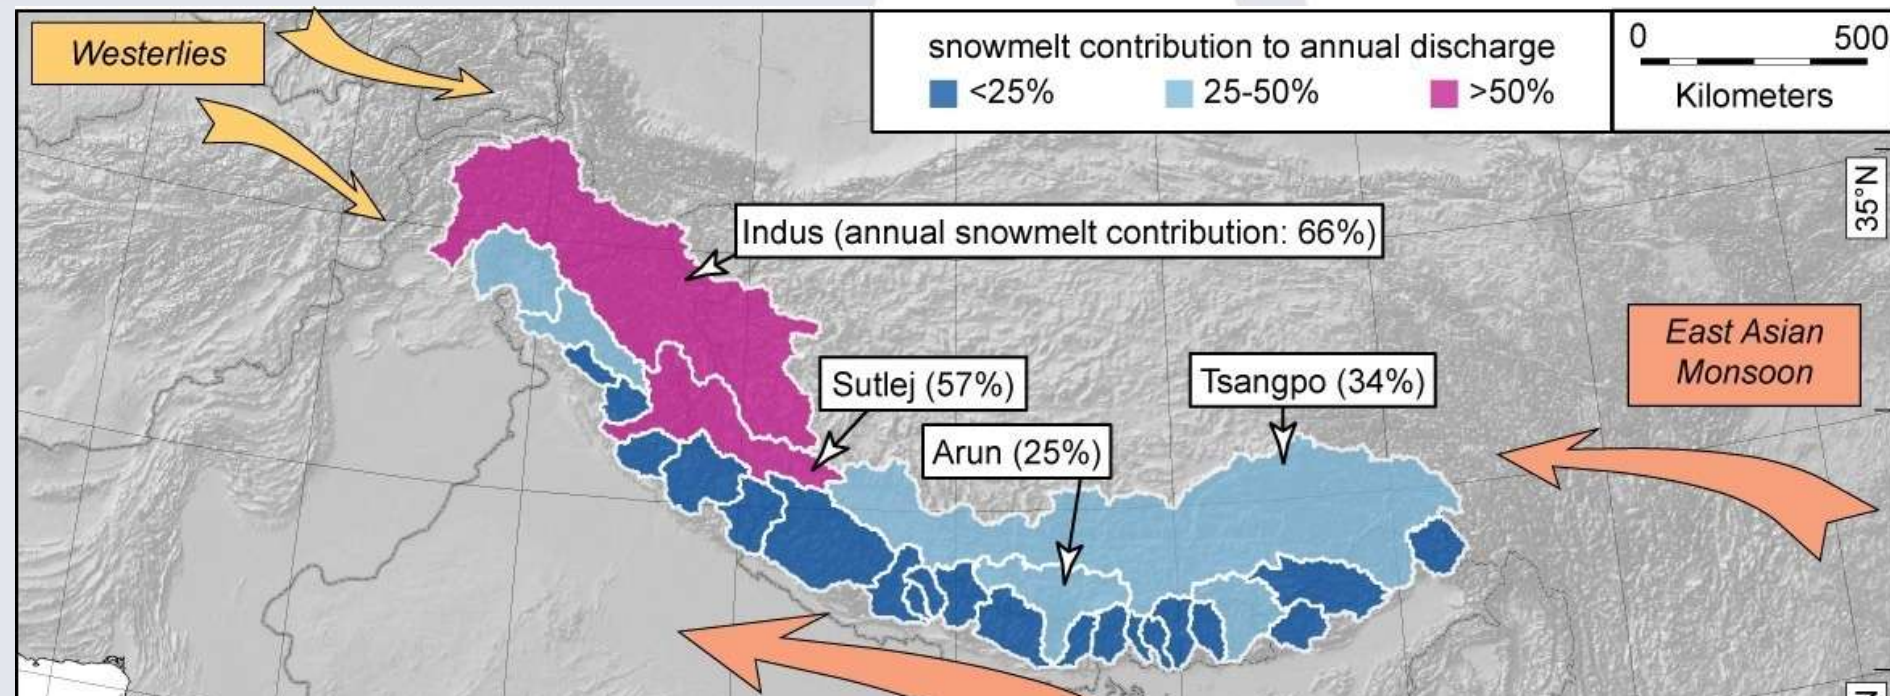 Westerlies
snowmelt contribution to annual discharge
<25%
25-50%
>50%
0
500
Kilometers
35°N
Indus (annual snowmelt contribution: 66%)
East Asian
Monsoon
Sutlej (57%)
Tsangpo (34%)
Arun (25%)